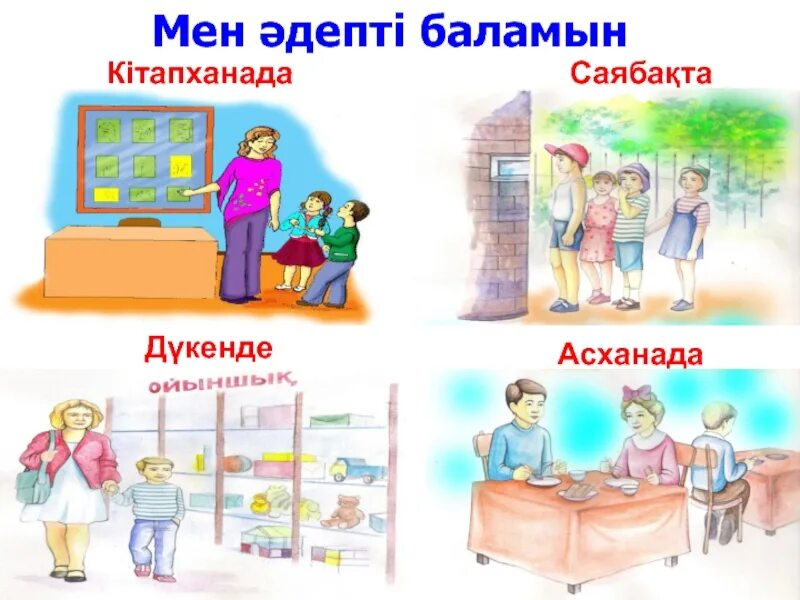 Мен әдепті баламын
Кітапханада
Саябақта
Дүкенде
Асханада
ойыншық